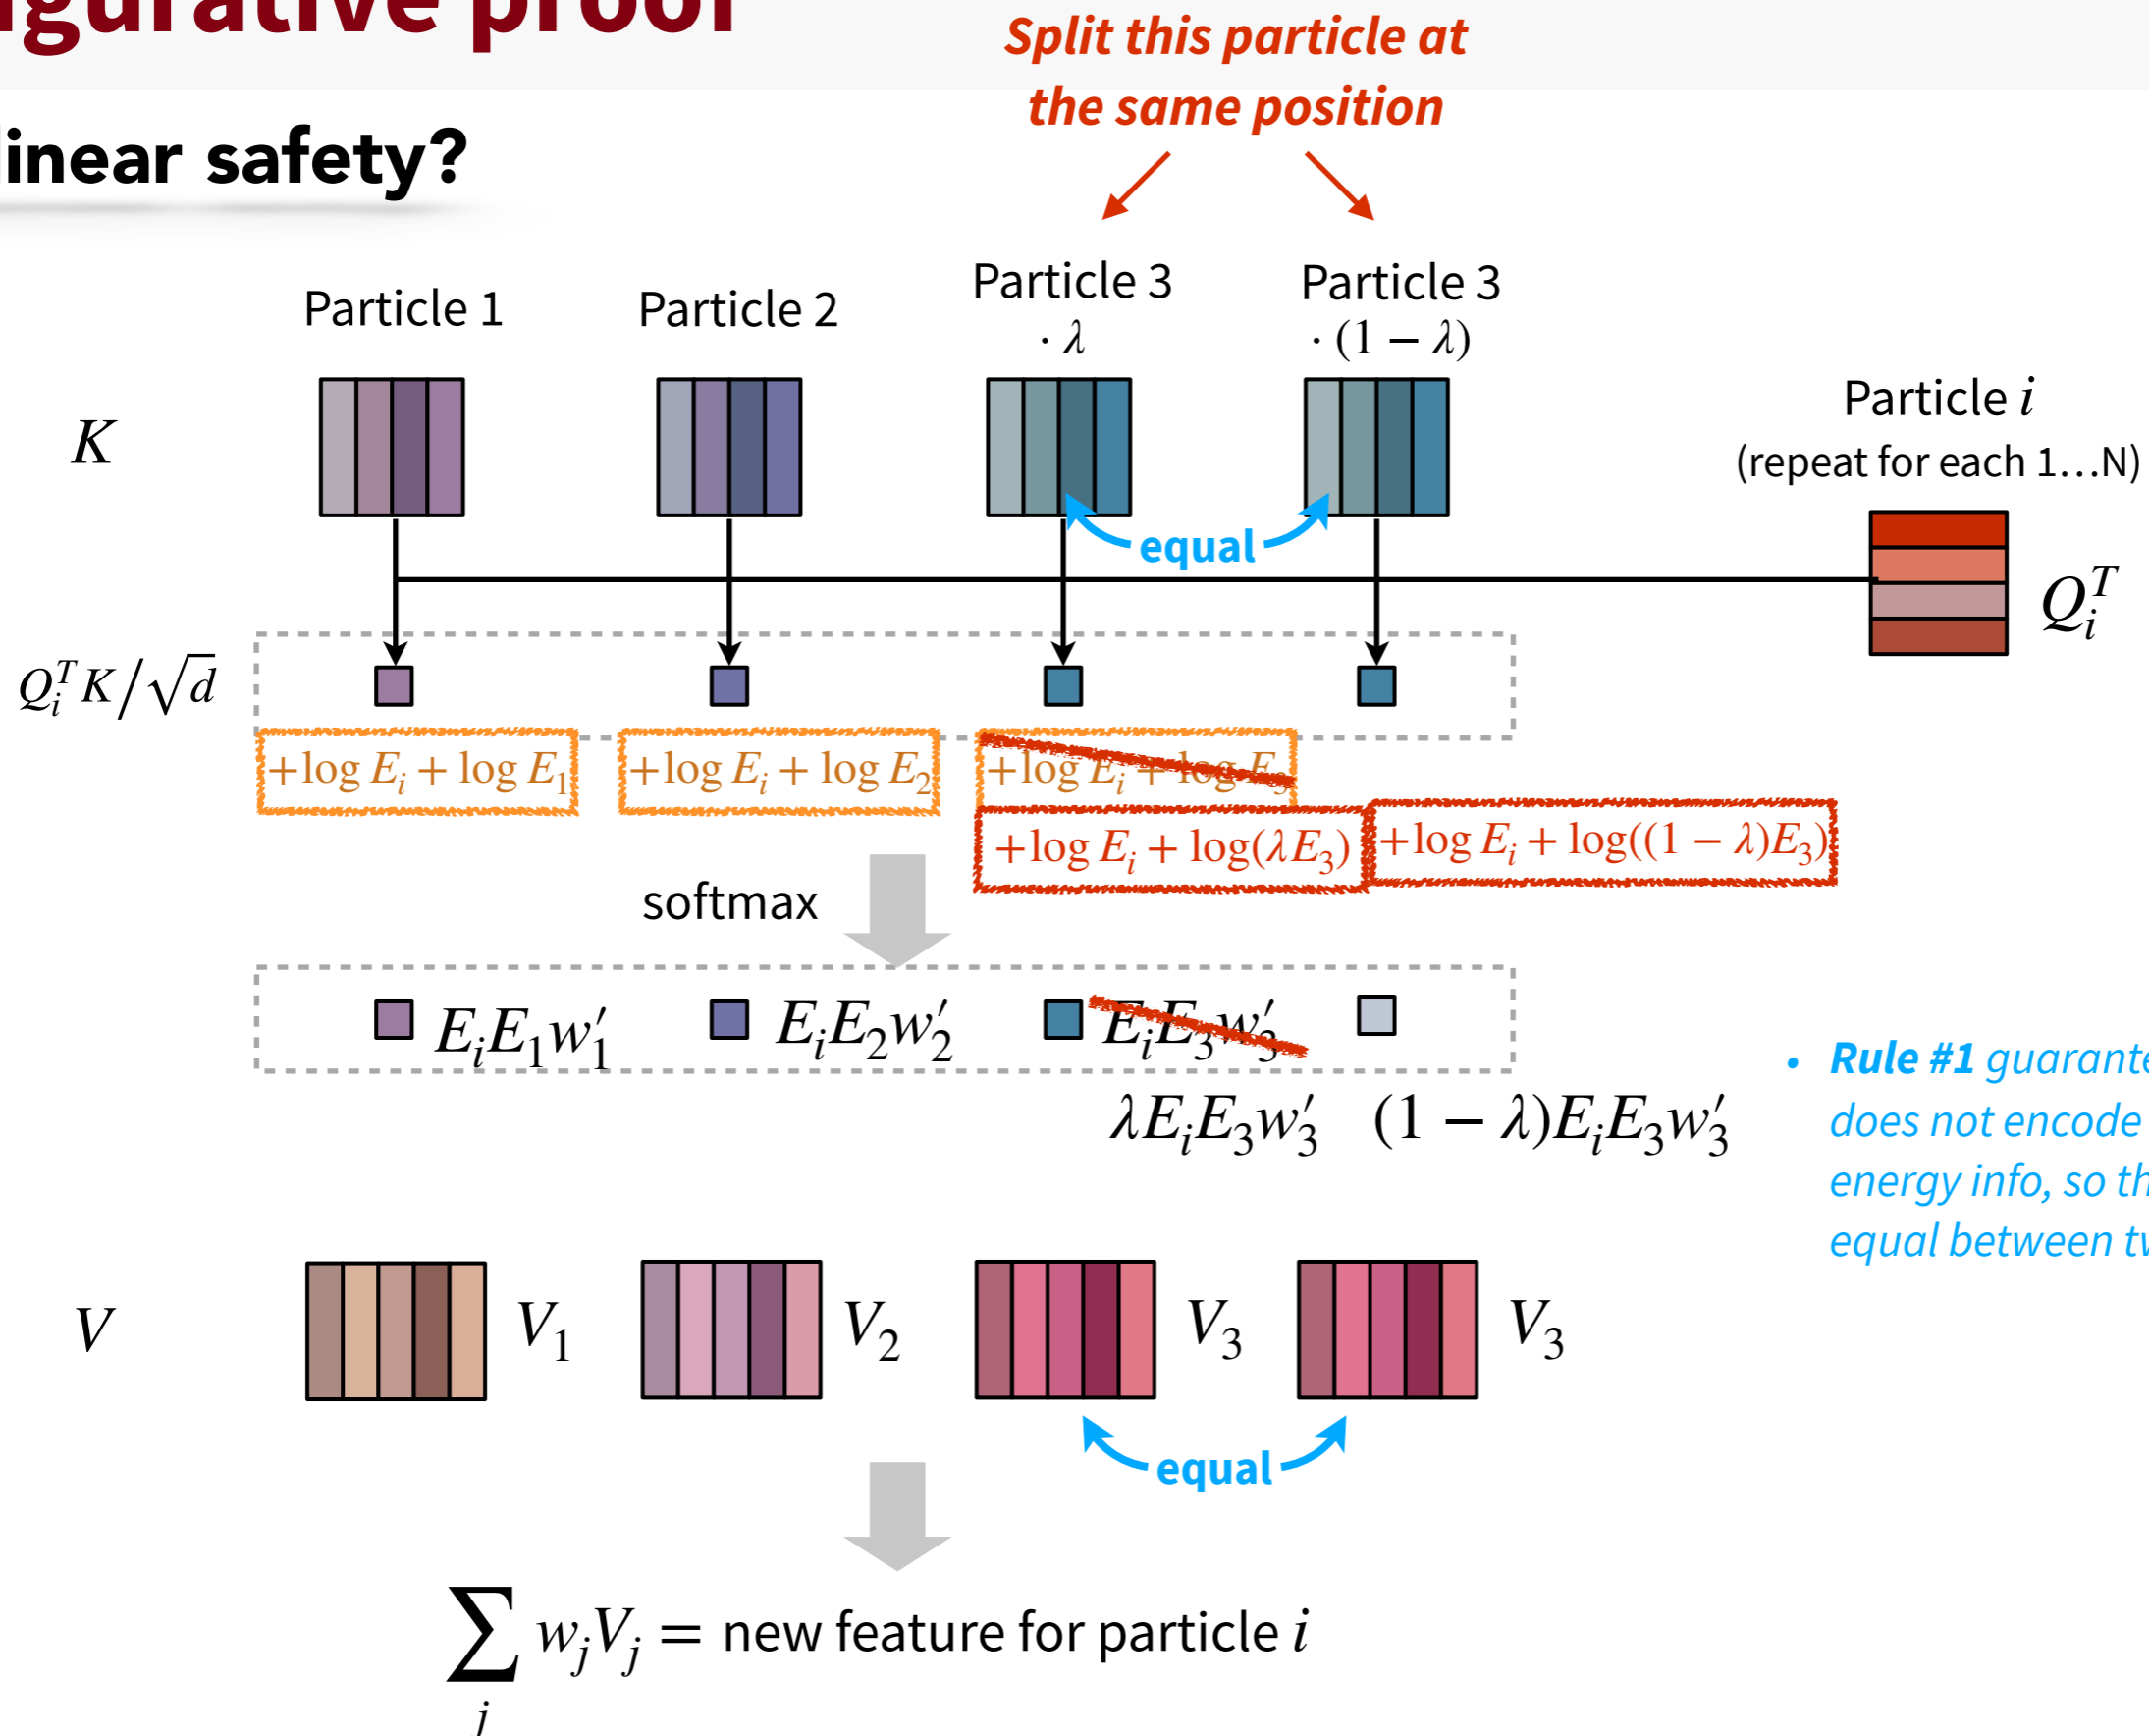 gurative proof
Split this particle at
the same position
linear safety?
Particle 1
Particle 2
Particle 3
· λ
Particle 3
· (1 − λ)
Particle i
(repeat for each 1…N)
K
equal
Q_i^T
Q_i^T K/√d
+log E_i + log E_1
+log E_i + log E_2
+log E_i + log E_3
+log E_i + log(λE_3)
+log E_i + log((1 − λ)E_3)
softmax
E_iE_1w′_1
E_iE_2w′_2
E_iE_3w′_3
λE_iE_3w′_3
(1 − λ)E_iE_3w′_3
• Rule #1 guarante
does not encode
energy info, so th
equal between tw
V
V_1
V_2
V_3
V_3
equal
∑_j w_jV_j = new feature for particle i